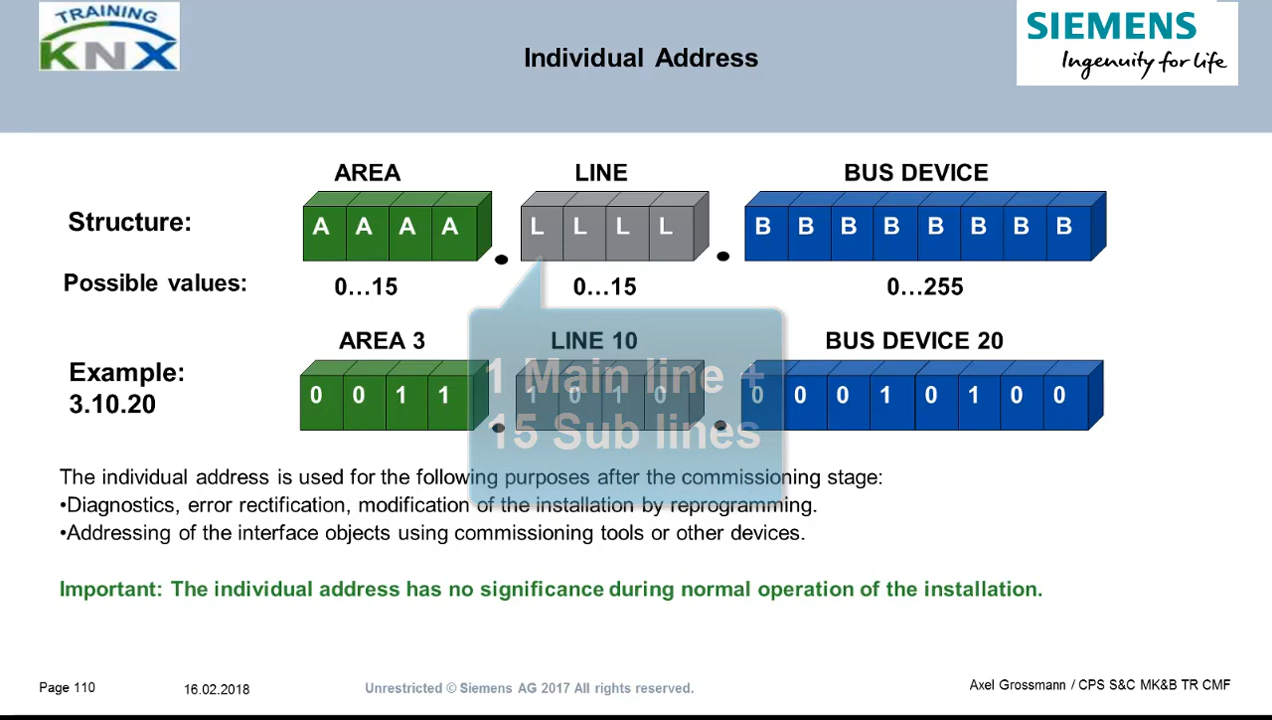 TRAINING
KNX
SIEMENS
Ingenuity for life
Individual Address
AREA LINE BUS DEVICE
Structure: A A A A . L L L L . B B B B B B B B
Possible values: 0…15 0…15 0…255
AREA 3 LINE 10 BUS DEVICE 20
Example:
3.10.20
0 0 1 1 . 1 0 1 0 . 0 0 0 1 0 1 0 0
1 Main line +
15 Sub lines
The individual address is used for the following purposes after the commissioning stage:
•Diagnostics, error rectification, modification of the installation by reprogramming.
•Addressing of the interface objects using commissioning tools or other devices.
Important: The individual address has no significance during normal operation of the installation.
Page 110 16.02.2018 Unrestricted © Siemens AG 2017 All rights reserved. Axel Grossmann / CPS S&C MK&B TR CMF